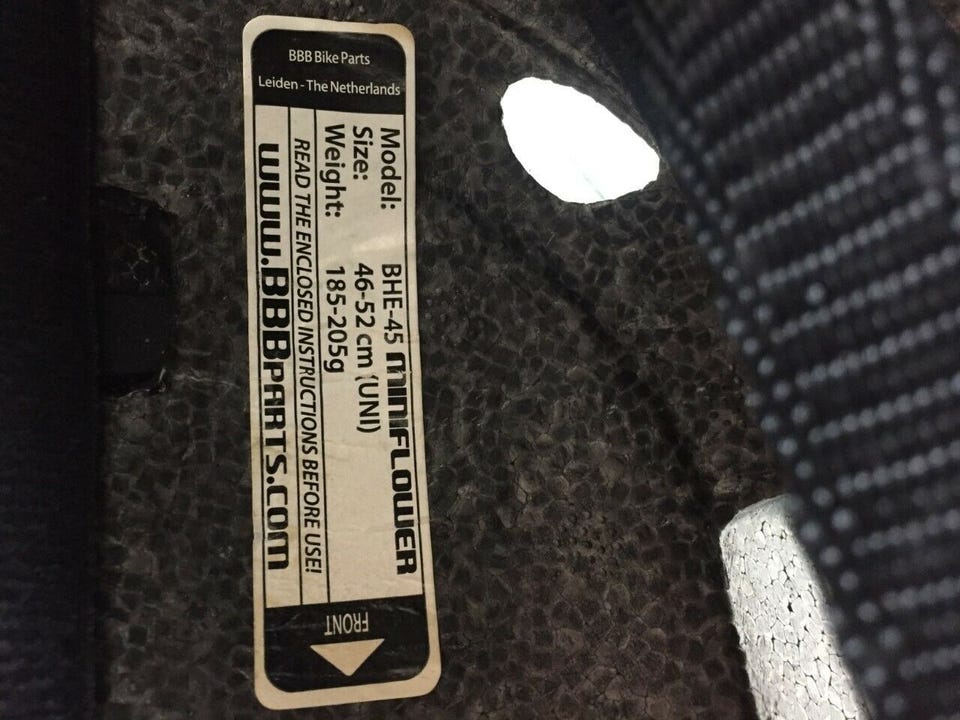 BBB Bike Parts
Leiden - The Netherlands
Model: BHE-45 MINIFLOWER
Size: 46-52 cm (UNI)
Weight: 185-205g
READ THE ENCLOSED INSTRUCTIONS BEFORE USE!
www.BBBPARTS.COM
FRONT